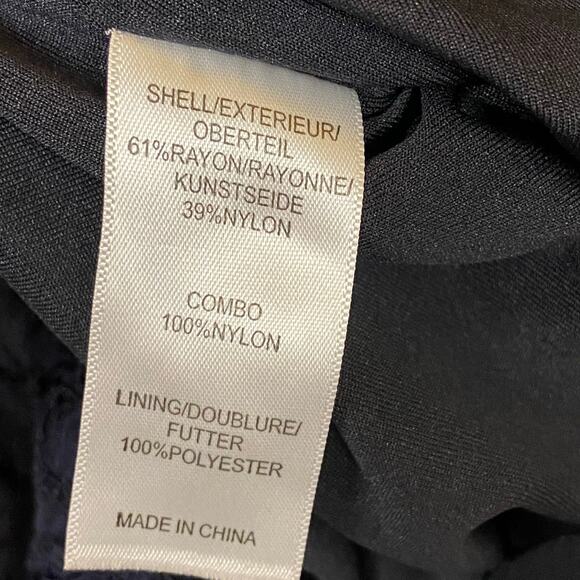 SHELL/EXTERIEUR/
OBERTEIL
61%RAYON/RAYONNE/
KUNSTSEIDE
39%NYLON
COMBO
100%NYLON
LINING/DOUBLURE/
FUTTER
100%POLYESTER
MADE IN CHINA